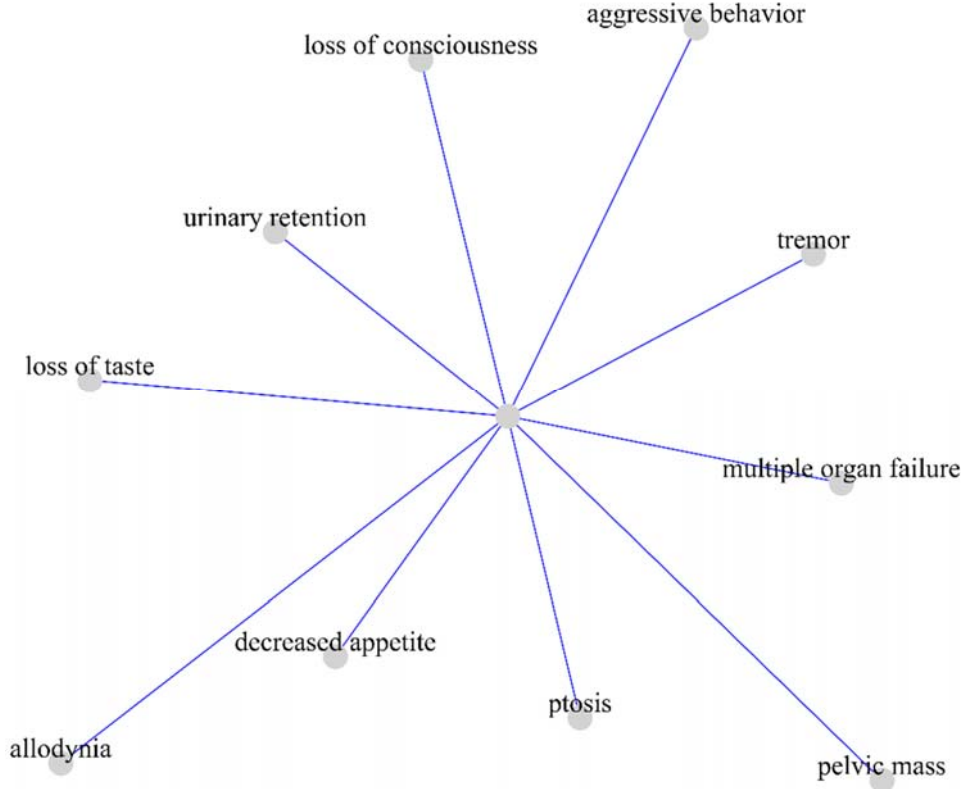 aggressive behavior
loss of consciousness
urinary retention
tremor
loss of taste
multiple organ failure
decreased appetite
ptosis
allodynia
pelvic mass